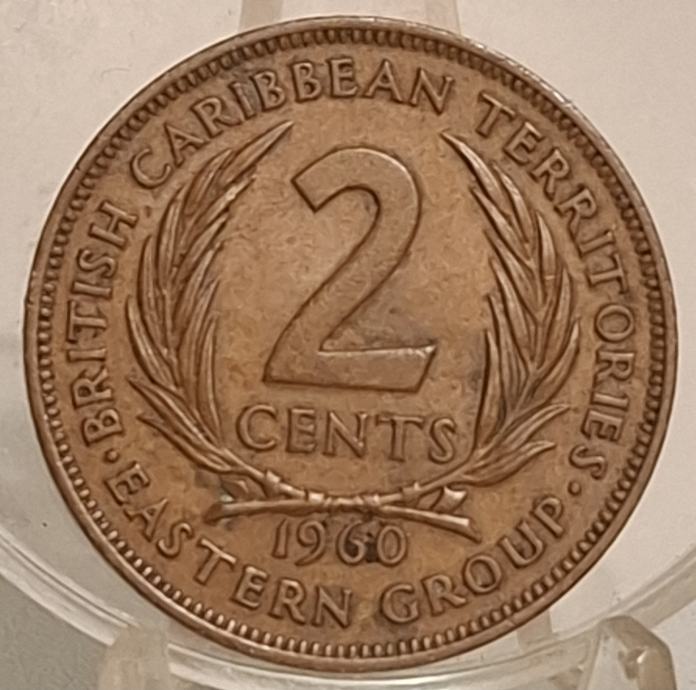 BRITISH CARIBBEAN TERRITORIES
2
CENTS
1960
· EASTERN GROUP ·